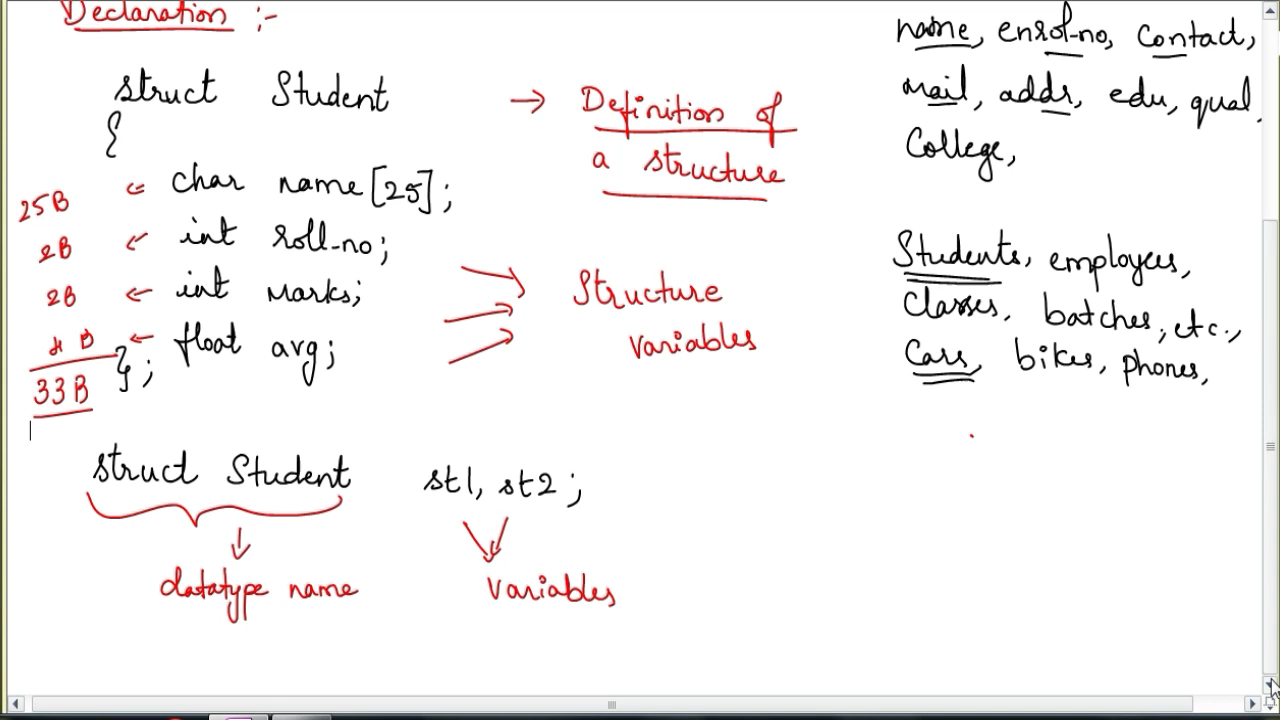 Declaration :-
struct Student → Definition of
{ a structure
25B ← char name[25];
2B ← int roll-no;
2B ← int marks; Structure
4 B ← float avg; variables
33B };
struct Student st1, st2;
datatype name variables
name, enrol-no, contact,
mail, addr, edu, qual,
College,
Students, employees,
Classes, batches, etc.,
Cars, bikes, phones,